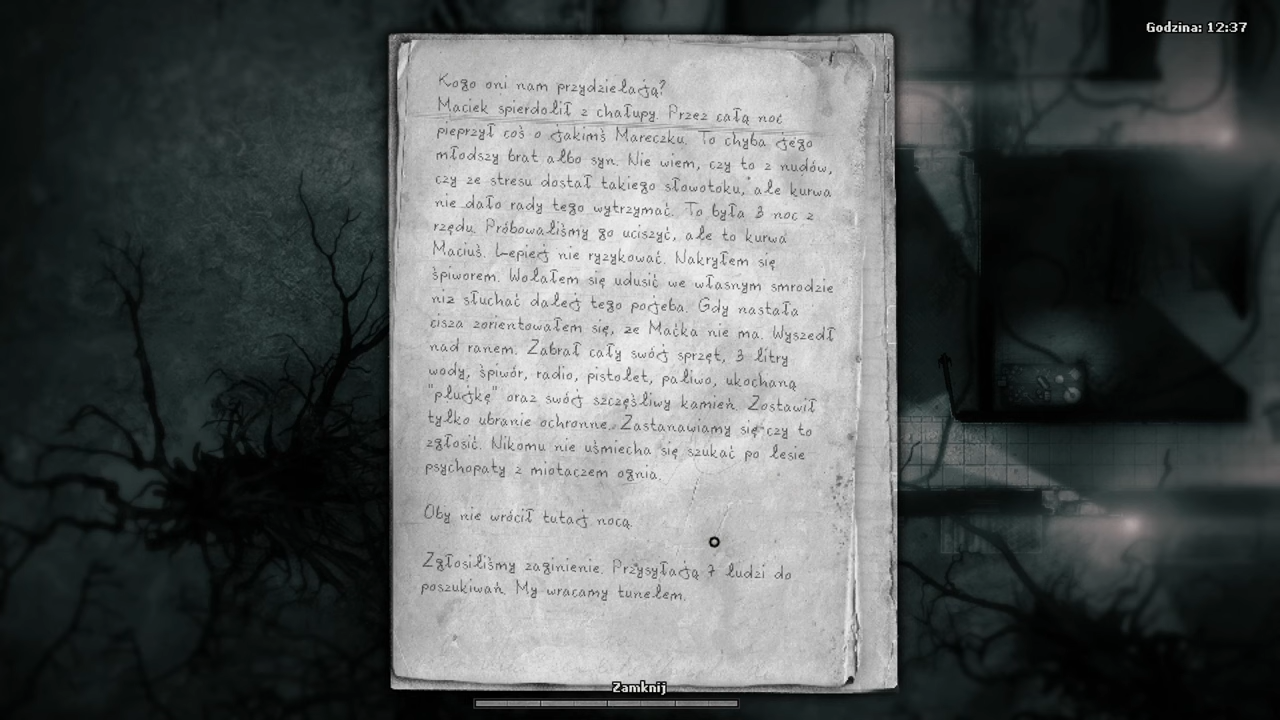 Godzina: 12:37
Kogo oni nam przydzielają?
Maciek spierdolił z chałupy. Przez całą noc
pieprzył coś o jakimś Mareczku. To chyba jego
młodszy brat albo syn. Nie wiem, czy to z nudów,
czy ze stresu dostał takiego słowotoku, ale kurwa
nie dało rady tego wytrzymać. To była 3 noc z
rzędu. Próbowaliśmy go uciszyć, ale to kurwa
Maciuś. Lepiej nie ryzykować. Nakryłem się
śpiworem. Wolałem się udusić we własnym smrodzie
niż słuchać dalej tego pojeba. Gdy nastała
cisza zorientowałem się, że Maćka nie ma. Wyszedł
nad ranem. Zabrał cały swój sprzęt, 3 litry
wody, śpiwór, radio, pistolet, paliwo, ukochaną
"plujkę" oraz swój szczęśliwy kamień. Zostawił
tylko ubranie ochronne. Zastanawiamy się czy to
zgłosić. Nikomu nie uśmiecha się szukać po lesie
psychopaty z miotaczem ognia.
Oby nie wrócił tutaj nocą.
Zgłosiliśmy zaginienie. Przysyłają 7 ludzi do
poszukiwań. My wracamy tunelem.
Zamknij